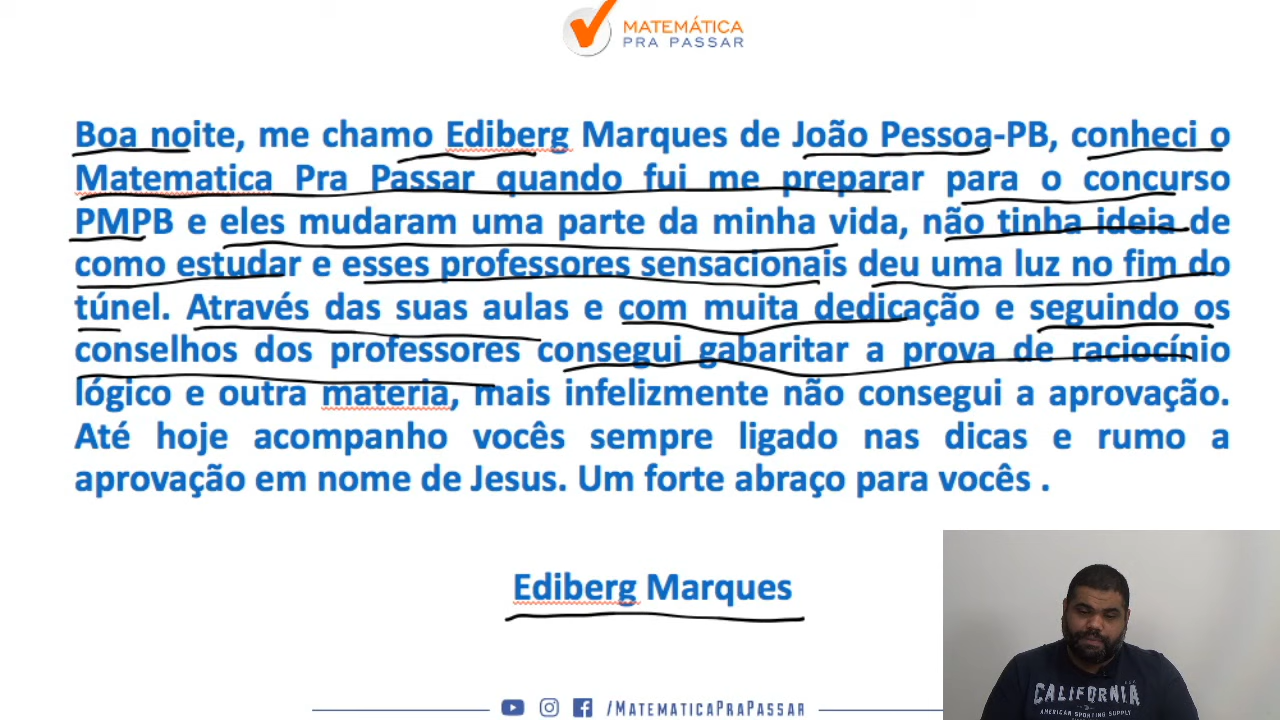 MATEMÁTICA
PRA PASSAR
Boa noite, me chamo Ediberg Marques de João Pessoa-PB, conheci o
Matematica Pra Passar quando fui me preparar para o concurso
PMPB e eles mudaram uma parte da minha vida, não tinha ideia de
como estudar e esses professores sensacionais deu uma luz no fim do
túnel. Através das suas aulas e com muita dedicação e seguindo os
conselhos dos professores consegui gabaritar a prova de raciocínio
lógico e outra materia, mais infelizmente não consegui a aprovação.
Até hoje acompanho vocês sempre ligado nas dicas e rumo a
aprovação em nome de Jesus. Um forte abraço para vocês .
Ediberg Marques
CALIFORNIA
AMERICAN SPORTING SUPPLY
/MATEMATICAPRAPASSAR